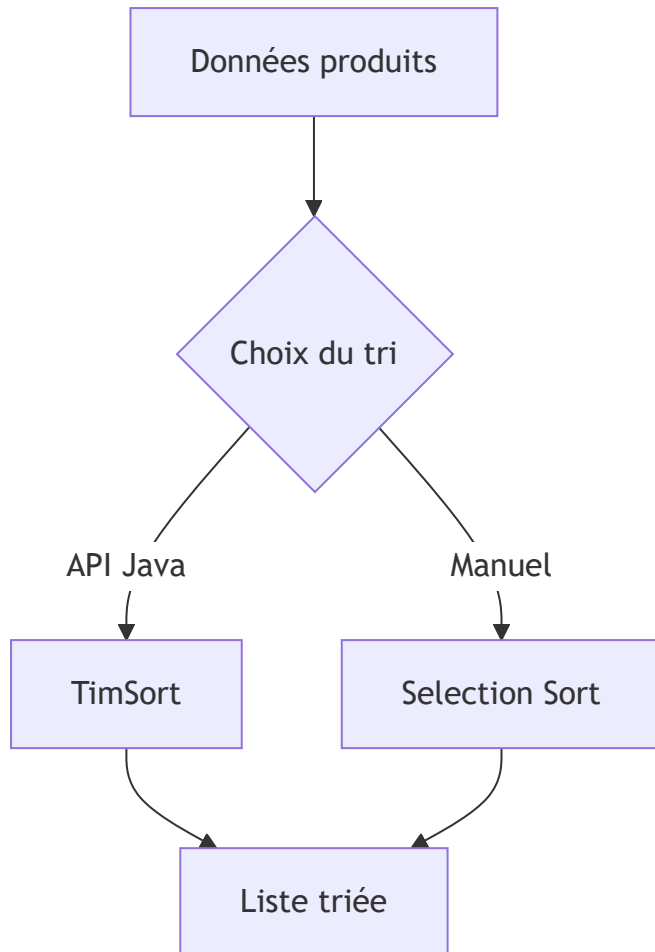 Données produits
Choix du tri
API Java
Manuel
TimSort
Selection Sort
Liste triée